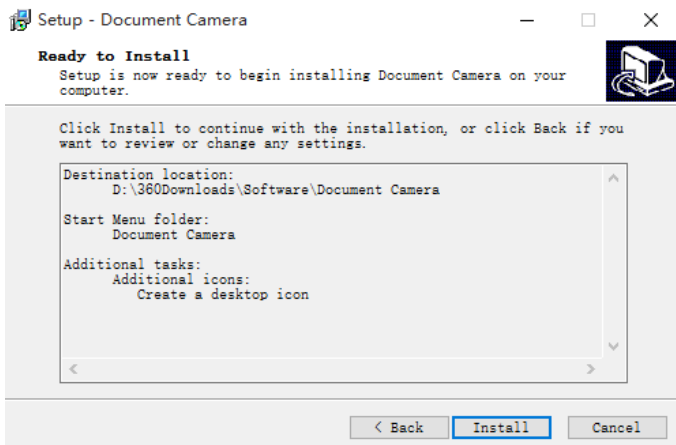 Setup - Document Camera
Ready to Install
Setup is now ready to begin installing Document Camera on your
computer.
Click Install to continue with the installation, or click Back if you
want to review or change any settings.
Destination location:
D:\360Downloads\Software\Document Camera
Start Menu folder:
Document Camera
Additional tasks:
Additional icons:
Create a desktop icon
< Back Install Cancel